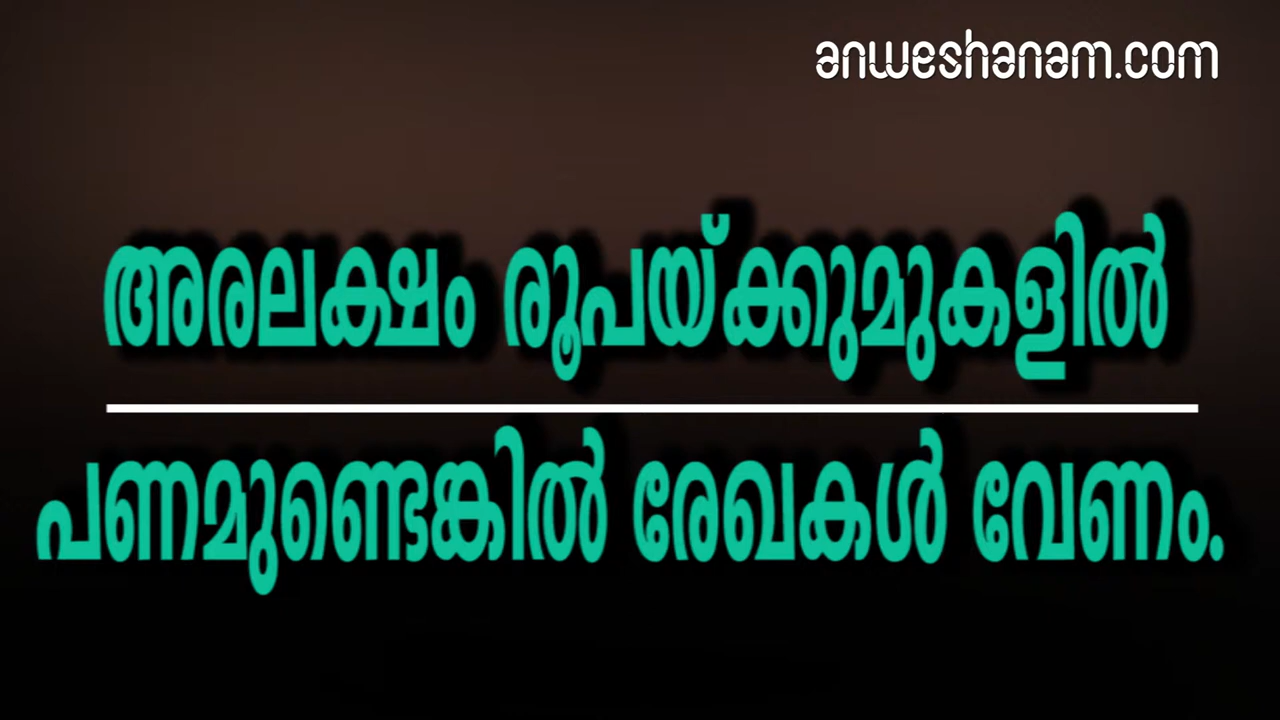 anweshanam.com
അരലക്ഷം രൂപയ്ക്കുമുകളിൽ
പണമുണ്ടെങ്കിൽ രേഖകൾ വേണം.